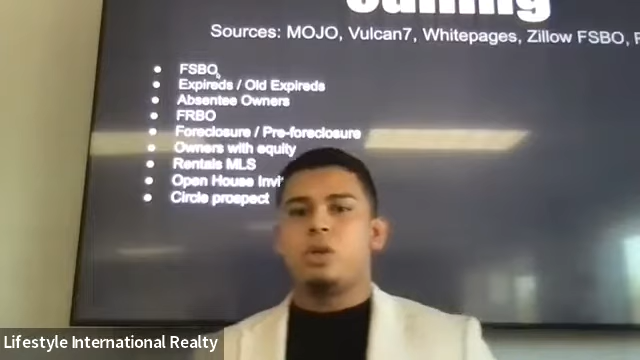 Calling
Sources: MOJO, Vulcan7, Whitepages, Zillow FSBO,
FSBO
Expireds / Old Expireds
Absentee Owners
FRBO
Foreclosure / Pre-foreclosure
Owners with equity
Rentals MLS
Open House
Circle prospect
Lifestyle International Realty